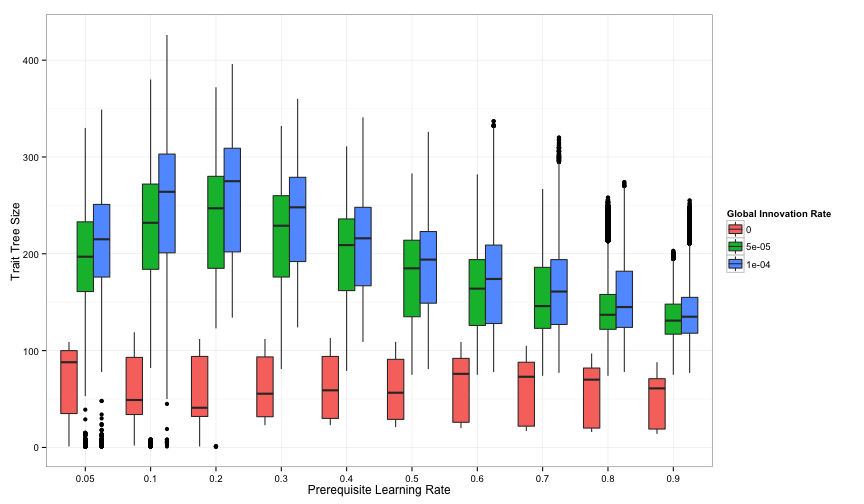 Trait Tree Size
400
300
200
100
0
0.05 0.1 0.2 0.3 0.4 0.5 0.6 0.7 0.8 0.9
Prerequisite Learning Rate
Global Innovation Rate
0
5e-05
1e-04